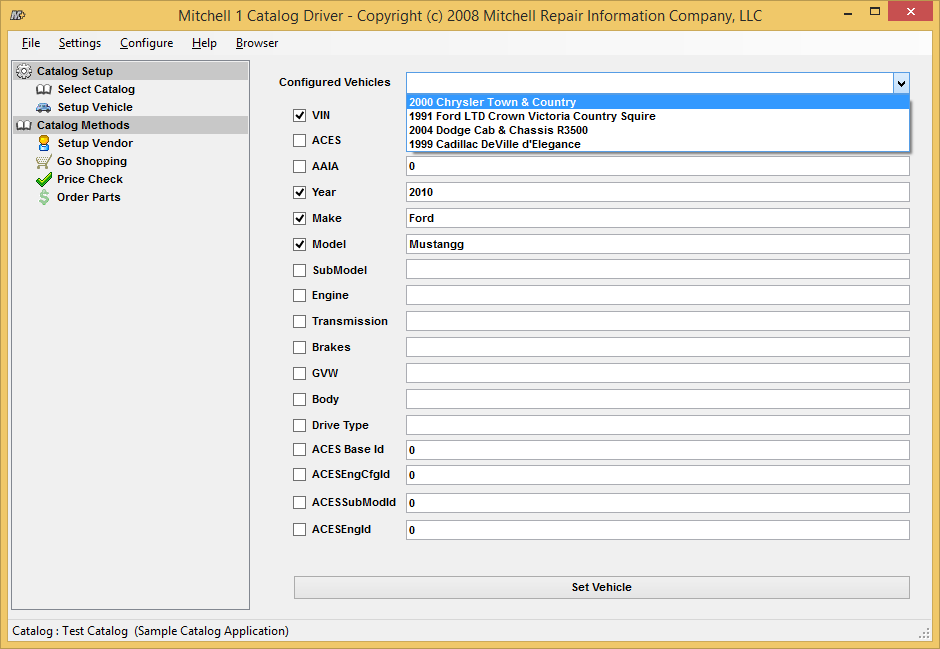 Mitchell 1 Catalog Driver - Copyright (c) 2008 Mitchell Repair Information Company, LLC
File Settings Configure Help Browser
Catalog Setup
Select Catalog
Setup Vehicle
Catalog Methods
Setup Vendor
Go Shopping
Price Check
Order Parts
Configured Vehicles
2000 Chrysler Town & Country
1991 Ford LTD Crown Victoria Country Squire
2004 Dodge Cab & Chassis R3500
1999 Cadillac DeVille d'Elegance
VIN
ACES
AAIA 0
Year 2010
Make Ford
Model Mustangg
SubModel
Engine
Transmission
Brakes
GVW
Body
Drive Type
ACES Base Id 0
ACESEngCfgId 0
ACESSubModId 0
ACESEngId 0
Set Vehicle
Catalog : Test Catalog (Sample Catalog Application)